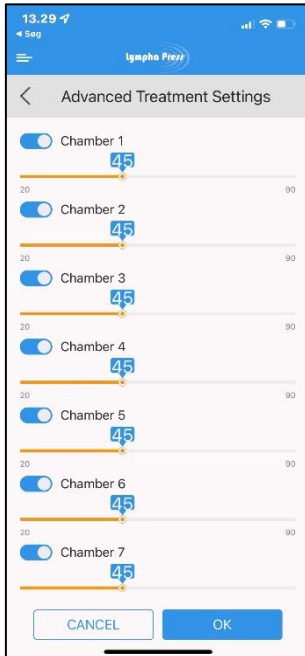 13.29
◀ Søg
Lympha Press
Advanced Treatment Settings
Chamber 1
45
20 90
Chamber 2
45
20 90
Chamber 3
45
20 90
Chamber 4
45
20 90
Chamber 5
45
20 90
Chamber 6
45
20 90
Chamber 7
45
CANCEL OK